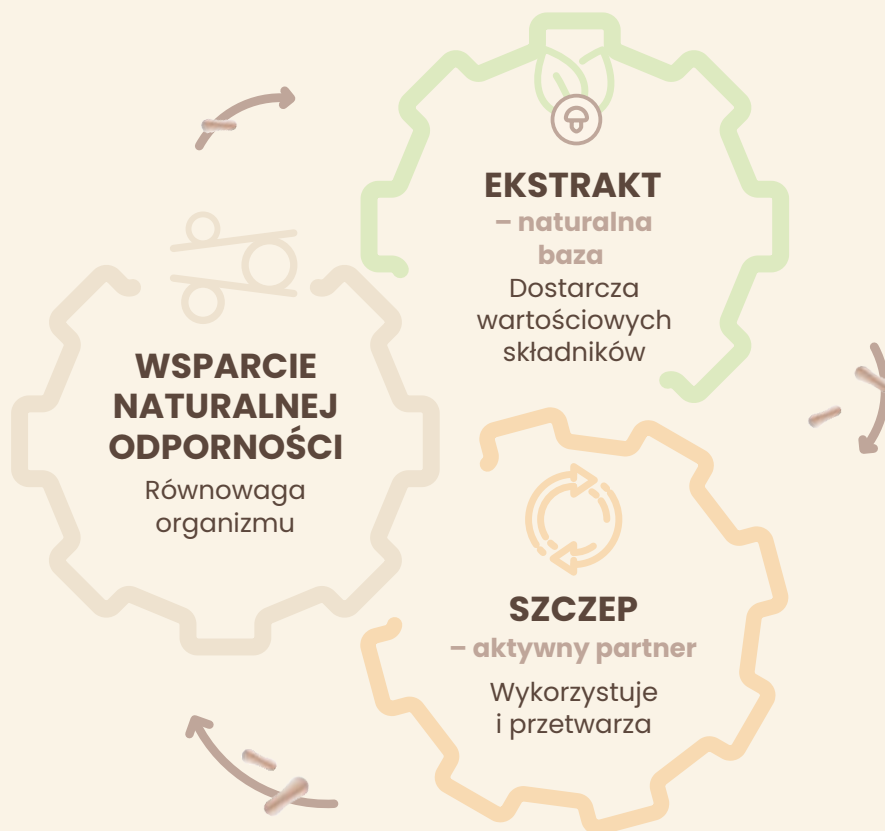 EKSTRAKT
– naturalna
baza
Dostarcza
wartościowych
składników
WSPARCIE
NATURALNEJ
ODPORNOŚCI
Równowaga
organizmu
SZCZEP
– aktywny partner
Wykorzystuje
i przetwarza